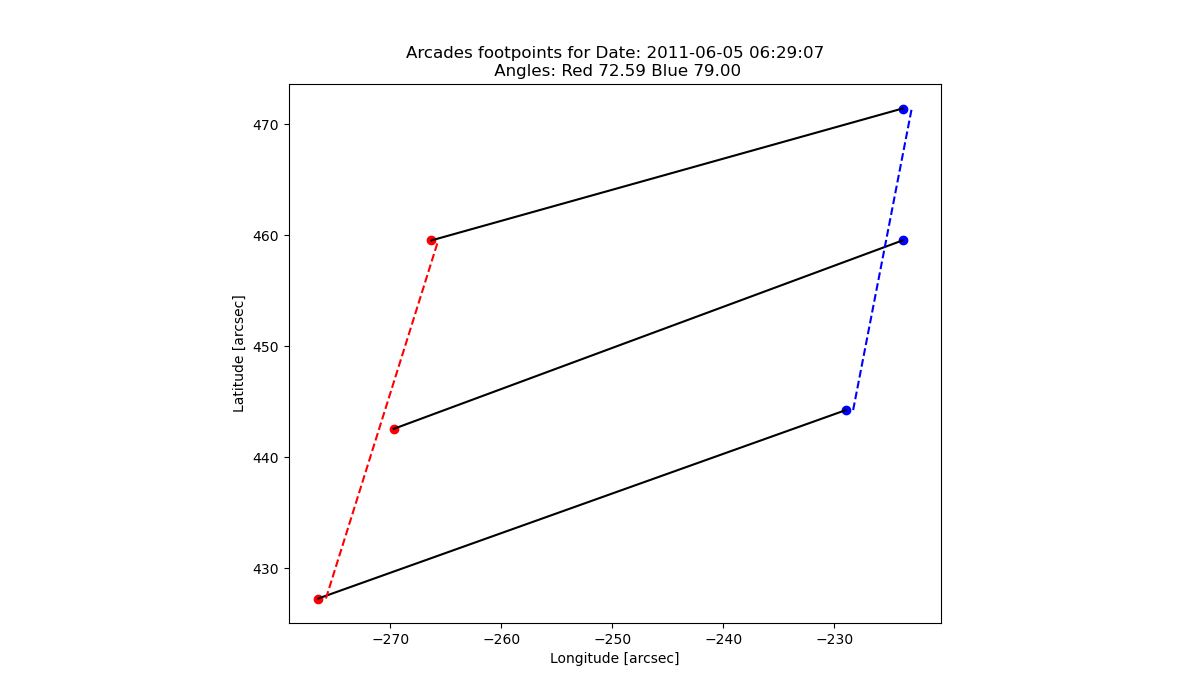 Arcades footpoints for Date: 2011-06-05 06:29:07
Angles: Red 72.59 Blue 79.00
470
460
450
440
430
Latitude [arcsec]
−270 −260 −250 −240 −230
Longitude [arcsec]